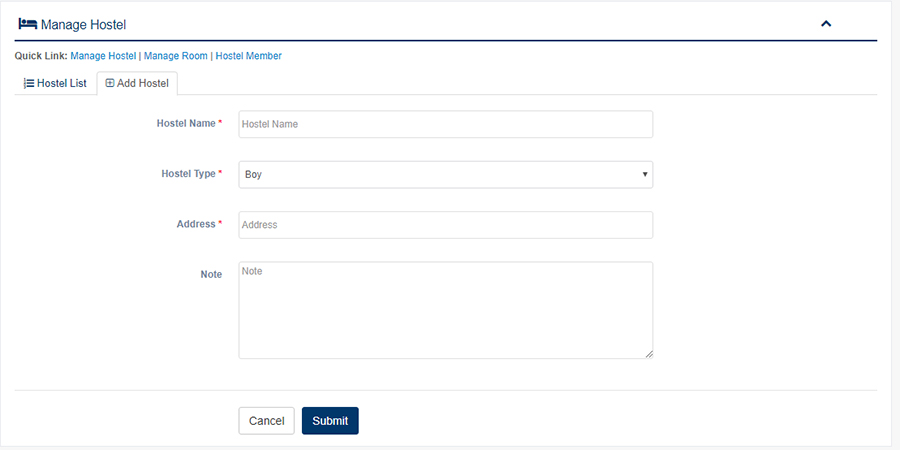 Manage Hostel
Quick Link: Manage Hostel | Manage Room | Hostel Member
Hostel List Add Hostel
Hostel Name * Hostel Name
Hostel Type * Boy
Address * Address
Note Note
Cancel Submit